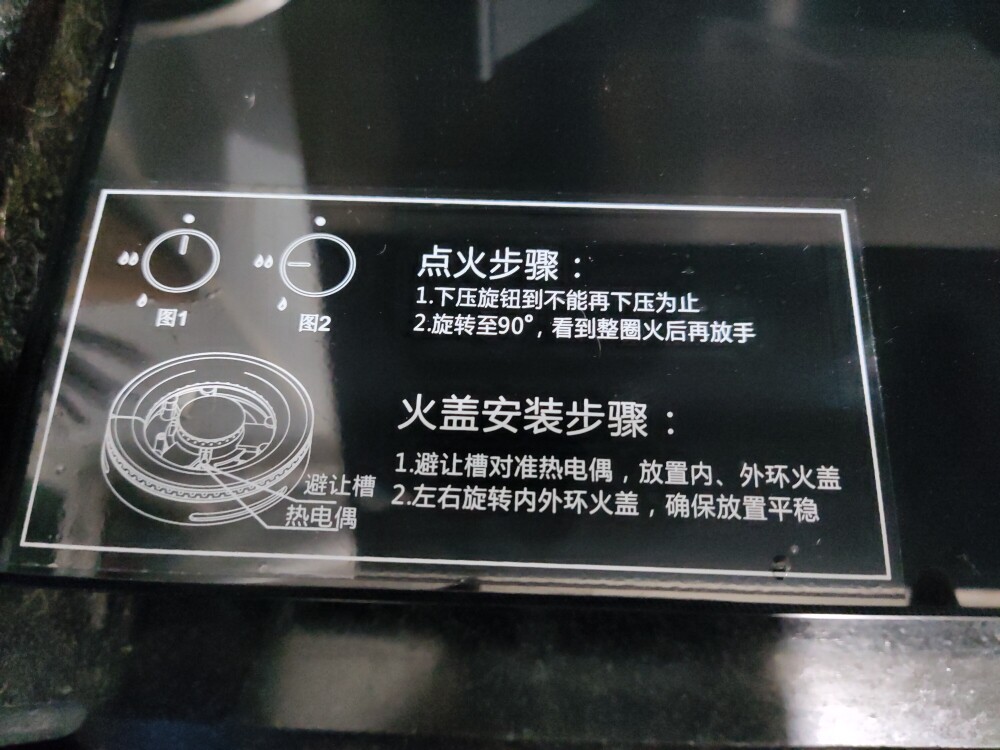 点火步骤：
1.下压旋钮到不能再下压为止
2.旋转至90°，看到整圈火后再放手
图1
图2
火盖安装步骤：
1.避让槽对准热电偶，放置内、外环火盖
2.左右旋转内外环火盖，确保放置平稳
避让槽
热电偶